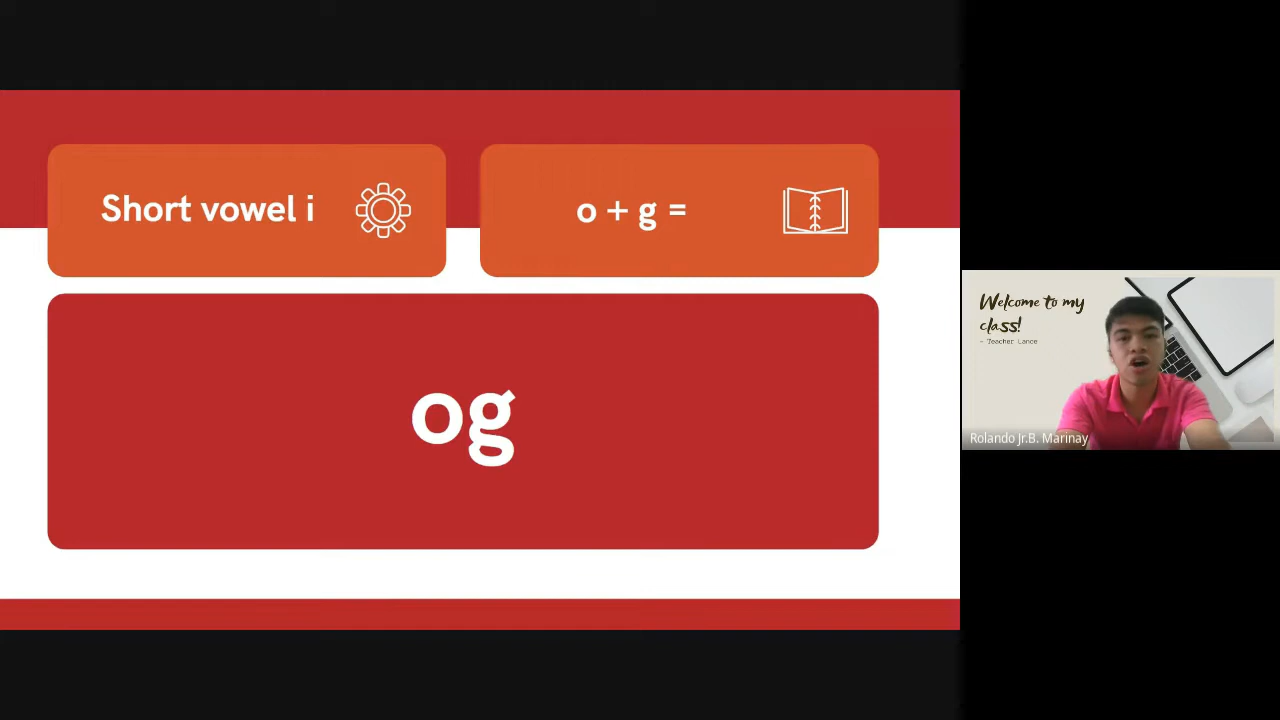 Short vowel i
o + g =
og
Welcome to my
class!
- Teacher Lance
Rolando Jr.B. Marinay